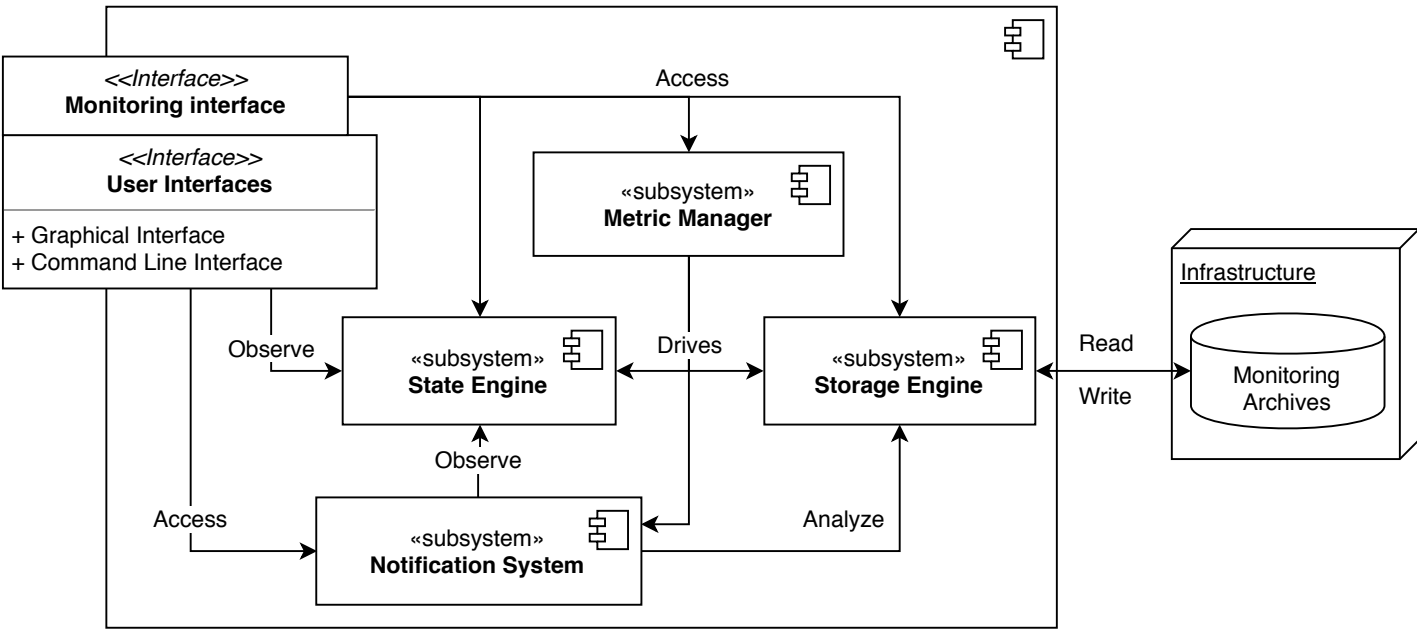 <<Interface>>
Monitoring interface
Access
<<Interface>>
User Interfaces
+ Graphical Interface
+ Command Line Interface
«subsystem»
Metric Manager
Infrastructure
Observe
«subsystem»
State Engine
Drives
«subsystem»
Storage Engine
Read
Write
Monitoring
Archives
Observe
Access
«subsystem»
Notification System
Analyze